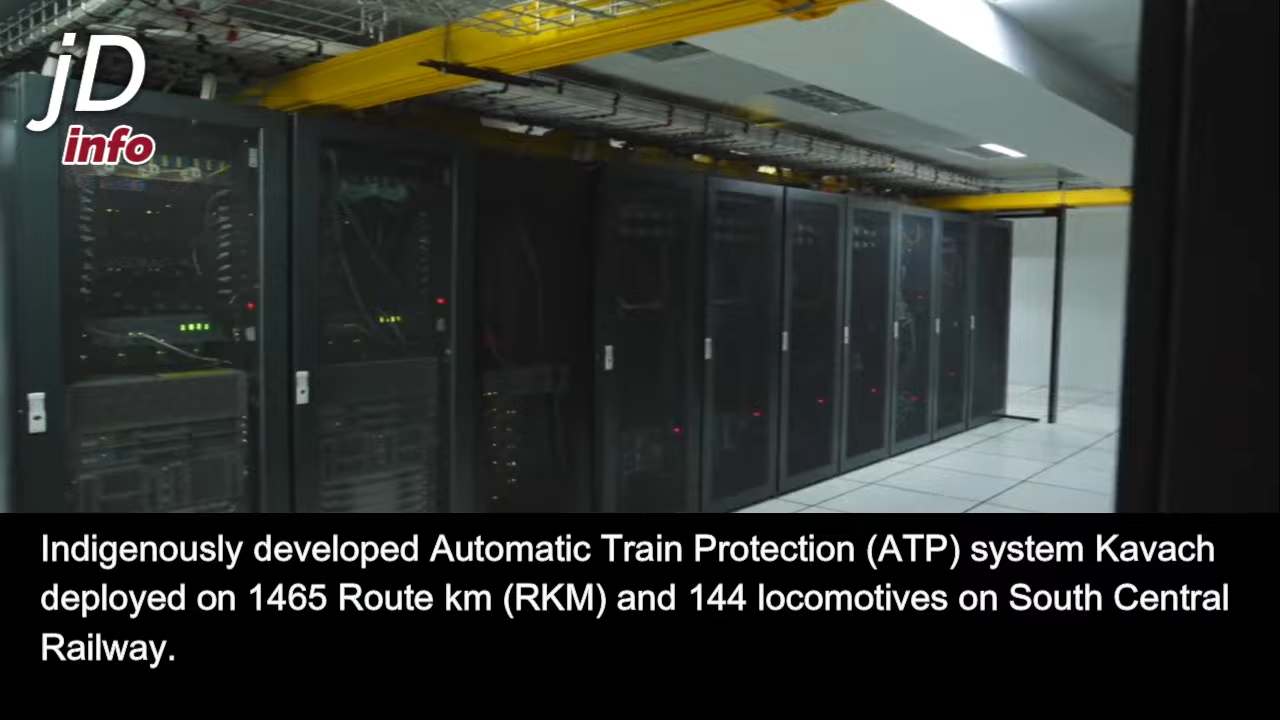 jD
info
Indigenously developed Automatic Train Protection (ATP) system Kavach
deployed on 1465 Route km (RKM) and 144 locomotives on South Central
Railway.